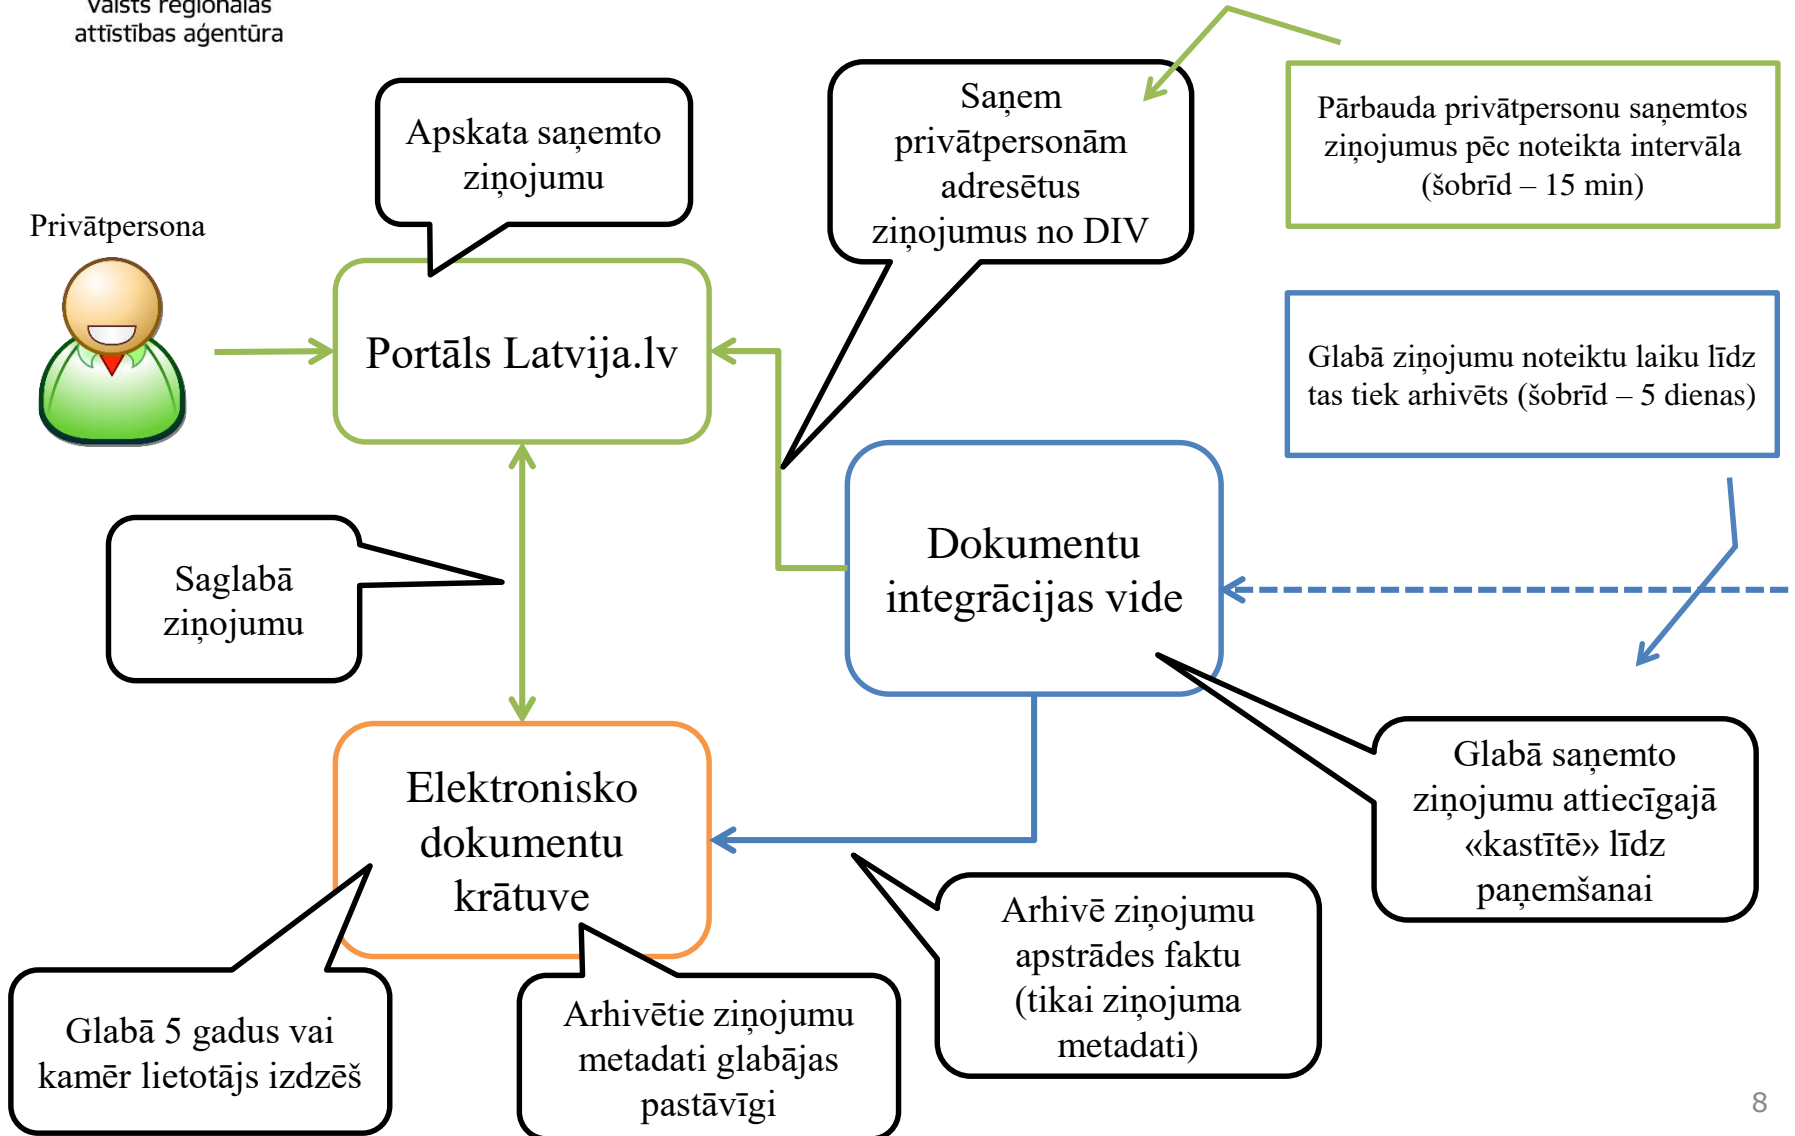 Valsts reģionālās
attīstības aģentūra
Apskata saņemto
ziņojumu
Saņem
privātpersonām
adresētus
ziņojumus no DIV
Pārbauda privātpersonu saņemtos
ziņojumus pēc noteikta intervāla
(šobrīd – 15 min)
Privātpersona
Portāls Latvija.lv
Glabā ziņojumu noteiktu laiku līdz
tas tiek arhivēts (šobrīd – 5 dienas)
Saglabā
ziņojumu
Dokumentu
integrācijas vide
Elektronisko
dokumentu
krātuve
Glabā saņemto
ziņojumu attiecīgajā
«kastītē» līdz
paņemšanai
Arhivē ziņojumu
apstrādes faktu
(tikai ziņojuma
metadati)
Glabā 5 gadus vai
kamēr lietotājs izdzēš
Arhivētie ziņojumu
metadati glabājas
pastāvīgi
8